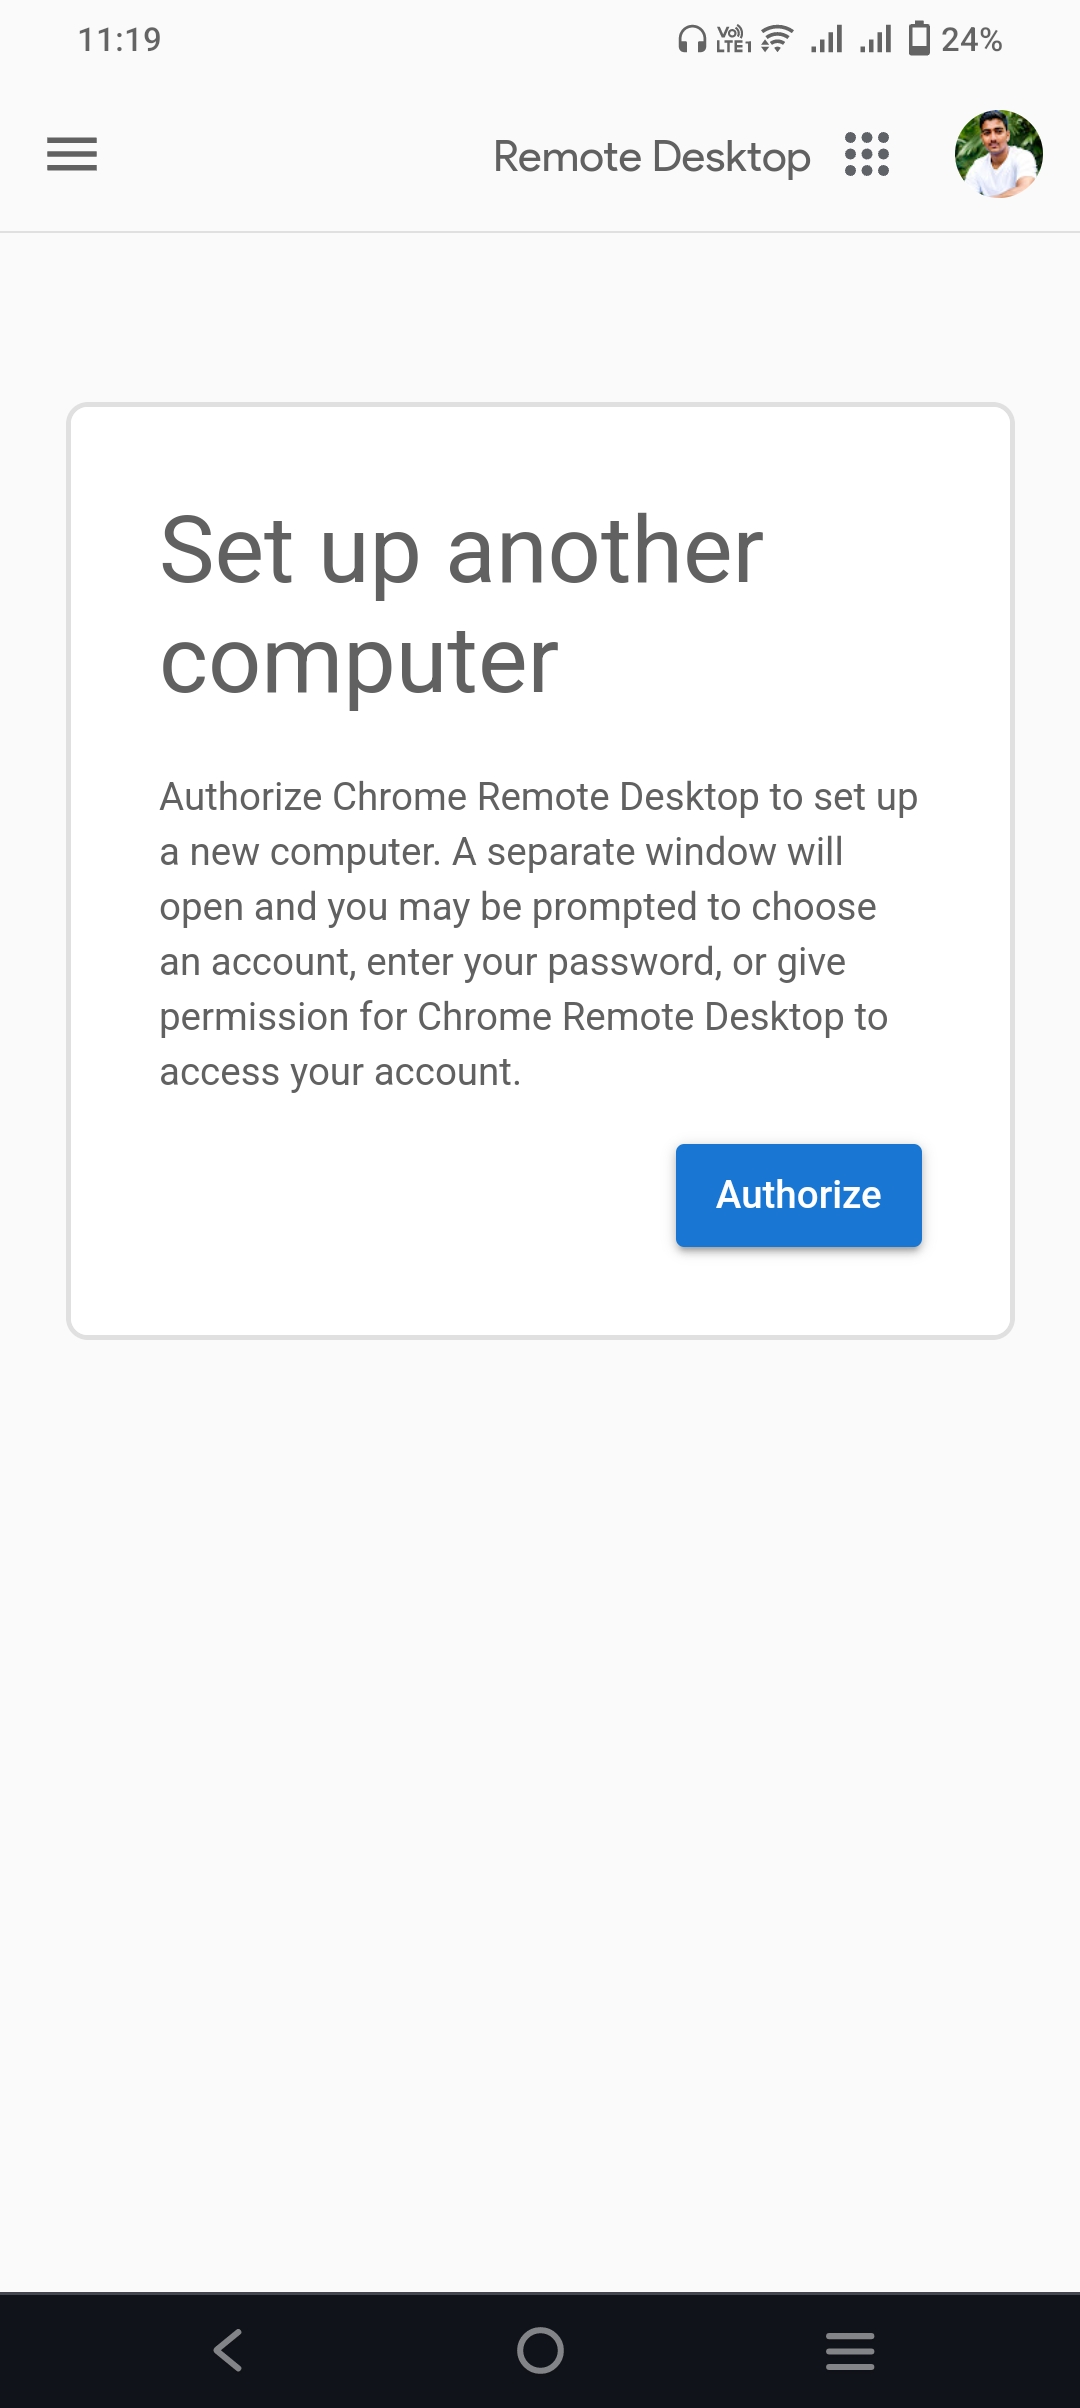 11:19
Vo)) LTE1
24%
Remote Desktop
Set up another
computer
Authorize Chrome Remote Desktop to set up
a new computer. A separate window will
open and you may be prompted to choose
an account, enter your password, or give
permission for Chrome Remote Desktop to
access your account.
Authorize